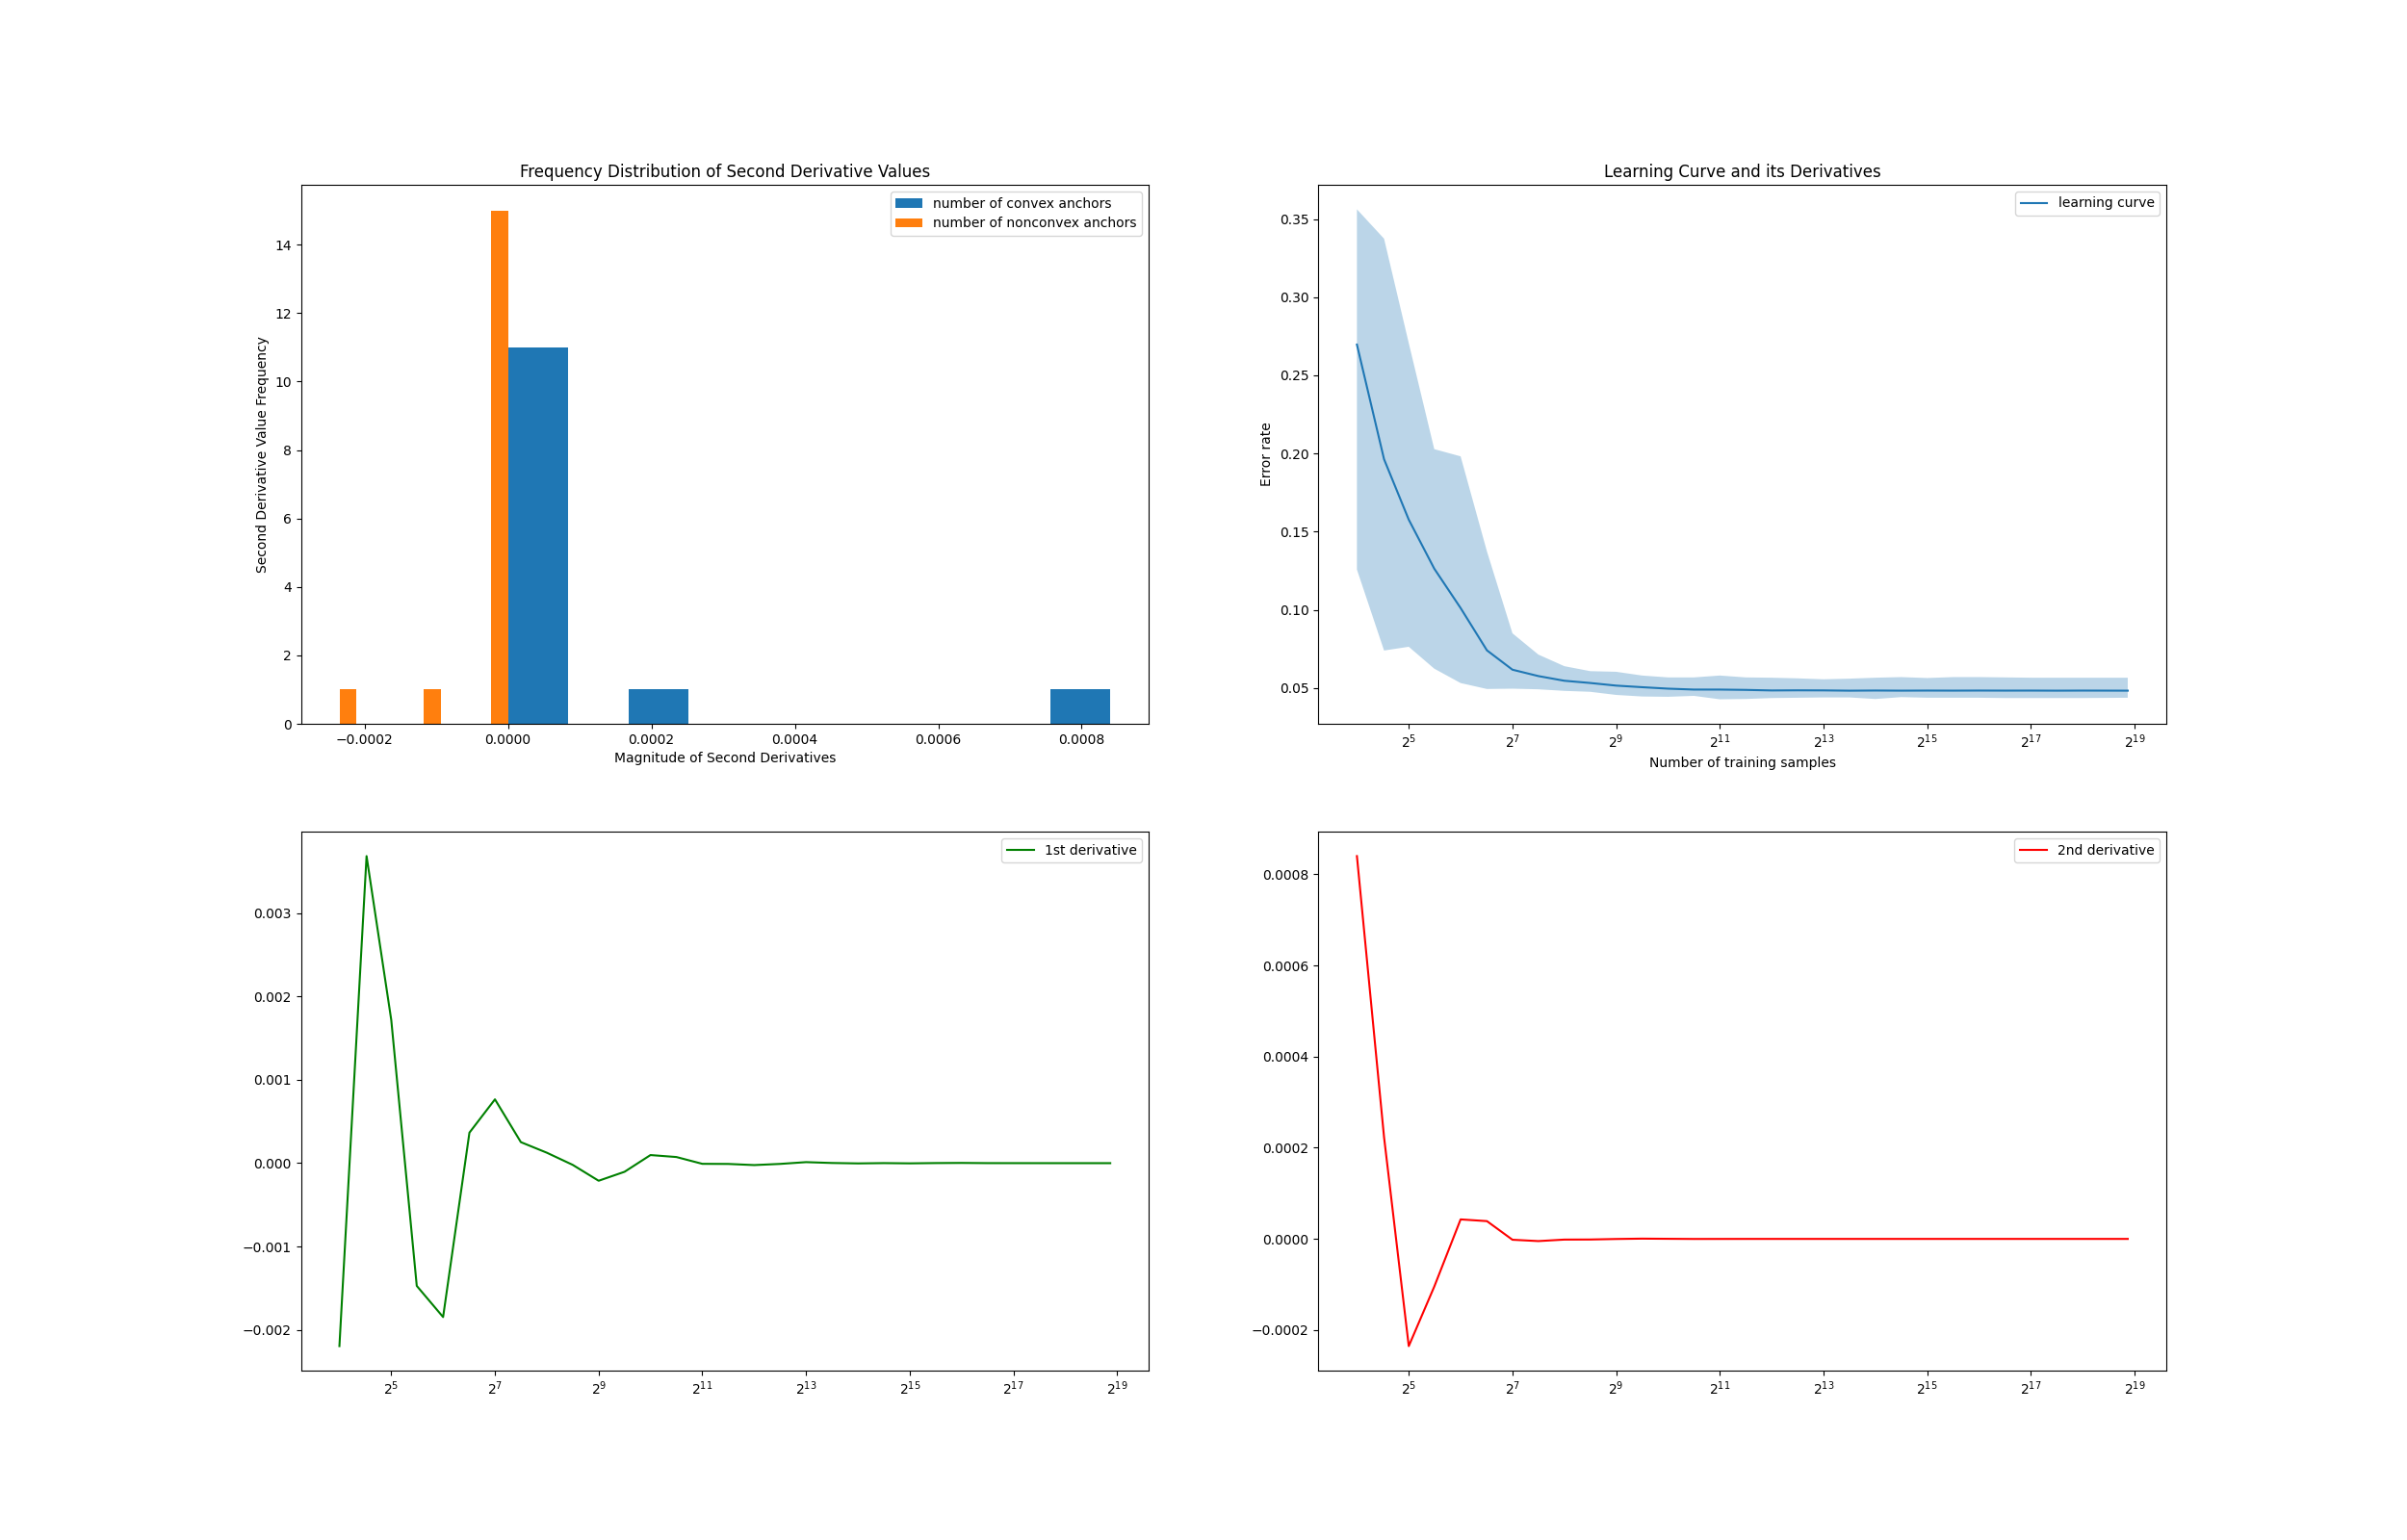 Frequency Distribution of Second Derivative Values
number of convex anchors
number of nonconvex anchors
14
12
10
8
6
4
2
0
Second Derivative Value Frequency
−0.0002 0.0000 0.0002 0.0004 0.0006 0.0008
Magnitude of Second Derivatives
Learning Curve and its Derivatives
learning curve
0.35
0.30
0.25
0.20
0.15
0.10
0.05
Error rate
2^5 2^7 2^9 2^11 2^13 2^15 2^17 2^19
Number of training samples
1st derivative
0.003
0.002
0.001
0.000
−0.001
−0.002
2^5 2^7 2^9 2^11 2^13 2^15 2^17 2^19
2nd derivative
0.0008
0.0006
0.0004
0.0002
0.0000
−0.0002
2^5 2^7 2^9 2^11 2^13 2^15 2^17 2^19